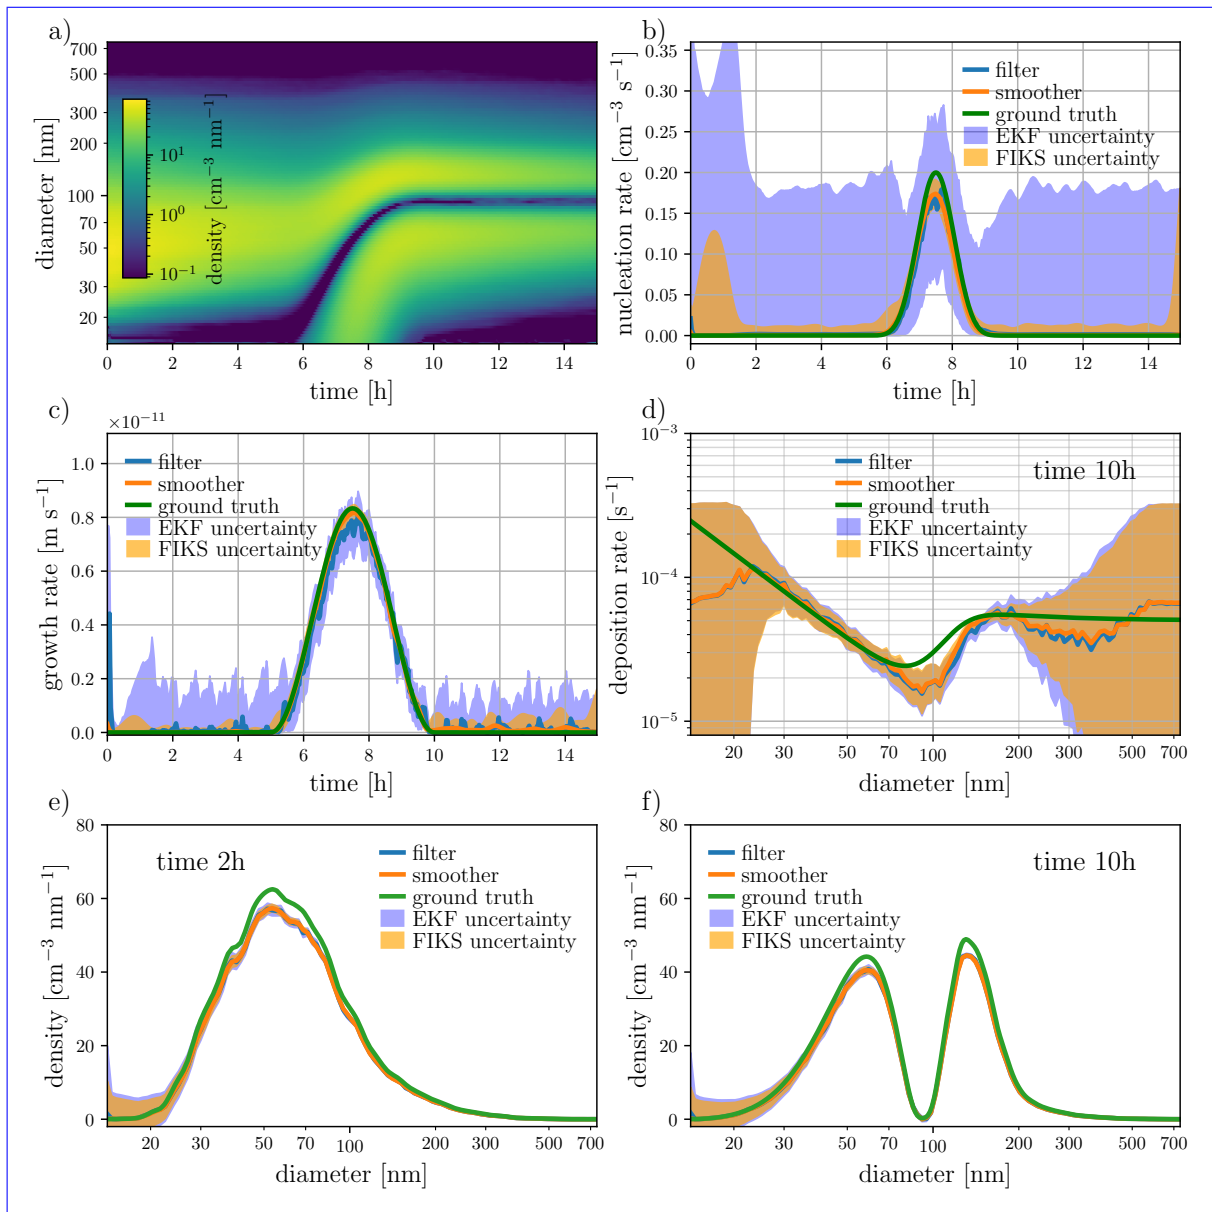 a)
700
500
300
200
100
70
50
30
20
diameter [nm]
10¹
10⁰
10⁻¹
density [cm⁻³ nm⁻¹]
0 2 4 6 8 10 12 14
time [h]
b)
0.35
0.30
0.25
0.20
0.15
0.10
0.05
0.00
nucleation rate [cm⁻³ s⁻¹]
filter
smoother
ground truth
EKF uncertainty
FIKS uncertainty
0 2 4 6 8 10 12 14
time [h]
c)
×10⁻¹¹
1.0
0.8
0.6
0.4
0.2
0.0
growth rate [m s⁻¹]
filter
smoother
ground truth
EKF uncertainty
FIKS uncertainty
0 2 4 6 8 10 12 14
time [h]
d)
10⁻³
10⁻⁴
10⁻⁵
deposition rate [s⁻¹]
filter
smoother
ground truth
EKF uncertainty
FIKS uncertainty
time 10h
20 30 50 70 100 200 300 500 700
diameter [nm]
e)
80
60
40
20
0
density [cm⁻³ nm⁻¹]
time 2h
filter
smoother
ground truth
EKF uncertainty
FIKS uncertainty
20 30 50 70 100 200 300 500 700
diameter [nm]
f)
80
60
40
20
0
density [cm⁻³ nm⁻¹]
filter
smoother
ground truth
EKF uncertainty
FIKS uncertainty
time 10h
20 30 50 70 100 200 300 500 700
diameter [nm]